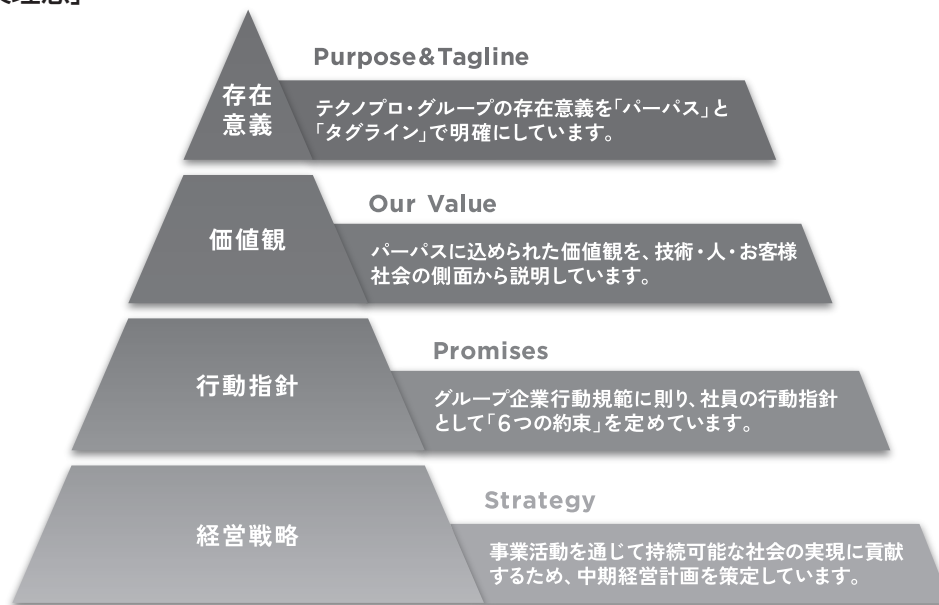 Purpose&Tagline
存在
意義
テクノプロ・グループの存在意義を「パーパス」と
「タグライン」で明確にしています。
Our Value
価値観
パーパスに込められた価値観を、技術・人・お客様
社会の側面から説明しています。
Promises
行動指針
グループ企業行動規範に則り、社員の行動指針
として「6つの約束」を定めています。
Strategy
経営戦略
事業活動を通じて持続可能な社会の実現に貢献
するため、中期経営計画を策定しています。